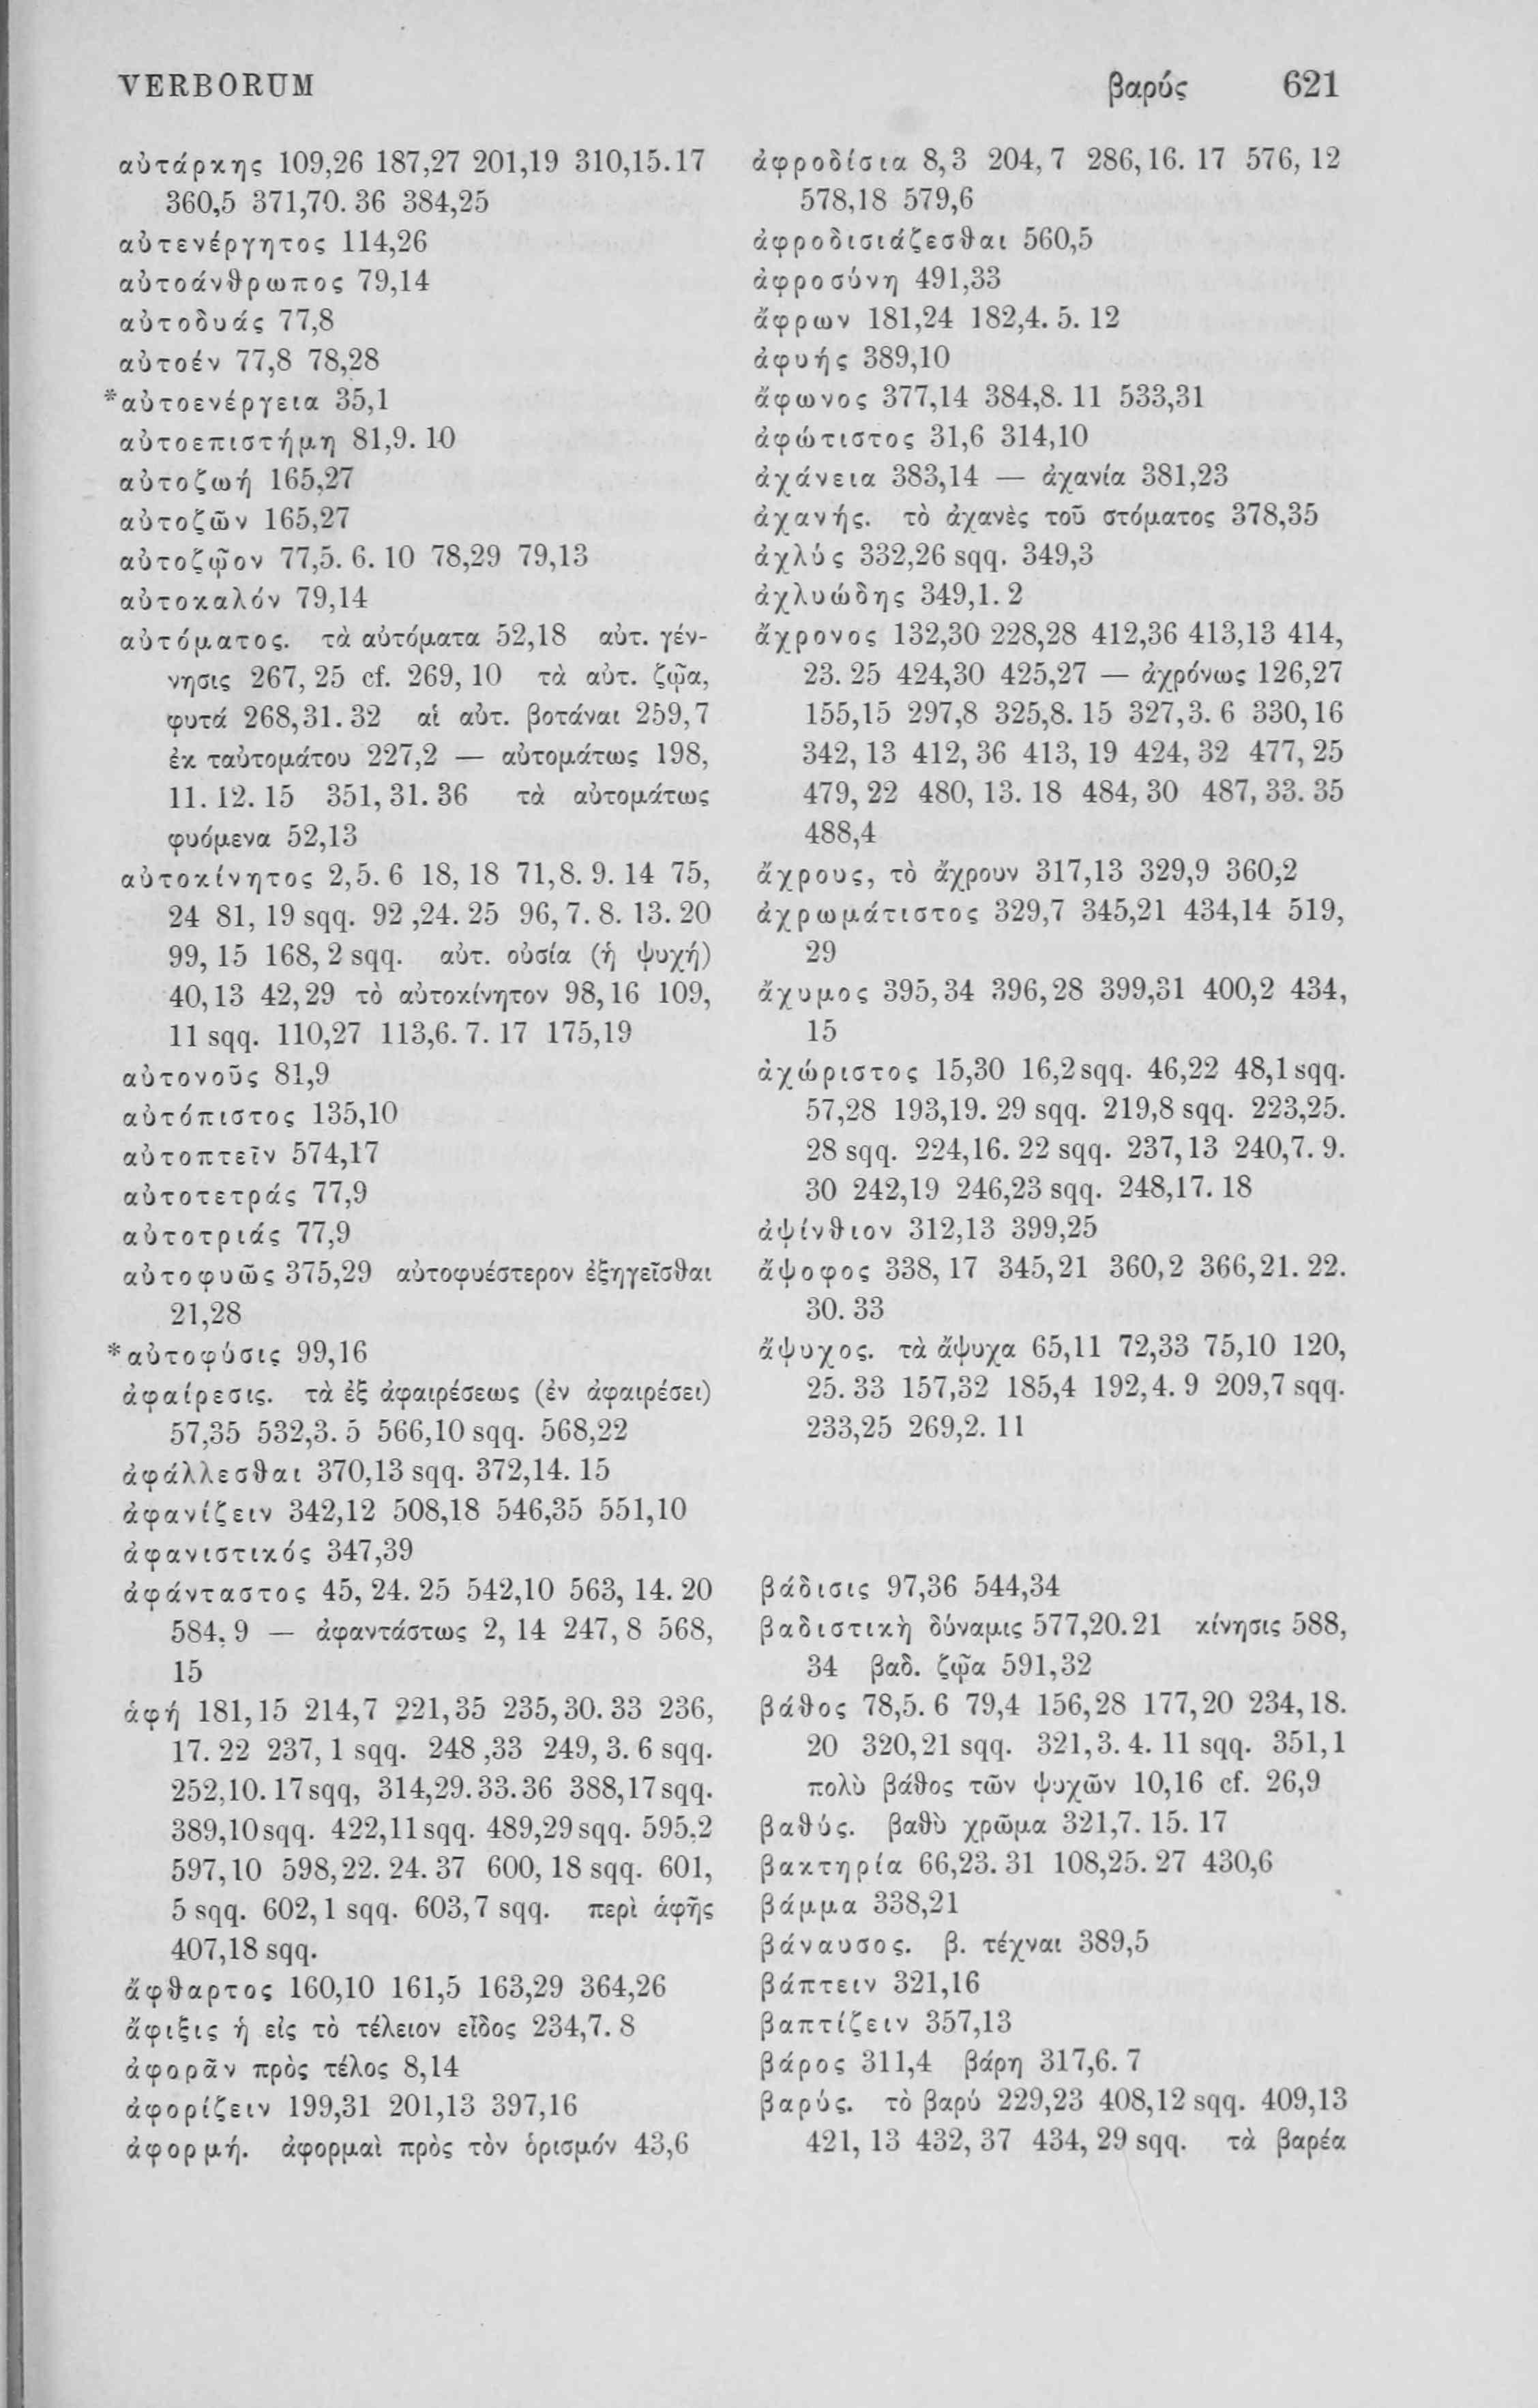 VERBORUM βαρύς 621
αὐτάρκης 109,26 187,27 201,19 310,15.17
360,5 371,70. 36 384,25
αὐτενέργητος 114,26
αὐτοάνϑρωπος 79,14
αὐτοδυάς 77,8
αὐτοέν 77,8 78,28
*αὐτοενέργεια 35,1
αὐτοεπιστήμη 81,9. 10
αὐτοζωή 165,27
αὐτοζῶν 165,27
αὐτοζῷον 77,5. 6. 10 78,29 79,13
αὐτοκαλόν 79,14
αὐτόματος. τὰ αὐτόματα 52,18 αὐτ. γέν-
νησις 267, 25 cf. 269, 10 τὰ αὐτ. ζῷα,
φυτά 268,31. 32 αἱ αὐτ. βοτάναι 259,7
ἐκ ταὐτομάτου 227,2 — αὐτομάτως 198,
11. 12. 15 351, 31. 36 τὰ αὐτομάτως
φυόμενα 52,13
αὐτοκίνητος 2,5. 6 18, 18 71,8. 9. 14 75,
24 81, 19 sqq. 92 ,24. 25 96, 7. 8. 13. 20
99, 15 168, 2 sqq. αὐτ. οὐσία (ἡ ψυχή)
40,13 42,29 τὸ αὐτοκίνητον 98,16 109,
11 sqq. 110,27 113,6. 7. 17 175,19
αὐτονοῦς 81,9
αὐτόπιστος 135,10
αὐτοπτεῖν 574,17
αὐτοτετράς 77,9
αὐτοτριάς 77,9
αὐτοφυῶς 375,29 αὐτοφυέστερον ἐξηγεῖσϑαι
21,28
*αὐτοφύσις 99,16
ἀφαίρεσις. τὰ ἐξ ἀφαιρέσεως (ἐν ἀφαιρέσει)
57,35 532,3. 5 566,10 sqq. 568,22
ἀφάλλεσϑαι 370,13 sqq. 372,14. 15
ἀφανίζειν 342,12 508,18 546,35 551,10
ἀφανιστικός 347,39
ἀφάνταστος 45, 24. 25 542,10 563, 14. 20
584, 9 — ἀφαντάστως 2, 14 247, 8 568,
15
ἁφή 181,15 214,7 221,35 235,30. 33 236,
17. 22 237, 1 sqq. 248 ,33 249, 3. 6 sqq.
252,10. 17sqq, 314,29. 33. 36 388,17sqq.
389,10sqq. 422,11sqq. 489,29sqq. 595,2
597,10 598,22. 24. 37 600, 18 sqq. 601,
5 sqq. 602, 1 sqq. 603, 7 sqq. περὶ ἁφῆς
407,18 sqq.
ἄφϑαρτος 160,10 161,5 163,29 364,26
ἄφιξις ἡ εἰς τὸ τέλειον εἶδος 234,7. 8
ἀφορᾶν πρὸς τέλος 8,14
ἀφορίζειν 199,31 201,13 397,16
ἀφορμή. ἀφορμαὶ πρὸς τὸν ὁρισμόν 43,6
ἀφροδίσια 8,3 204, 7 286,16. 17 576, 12
578,18 579,6
ἀφροδισιάζεσϑαι 560,5
ἀφροσύνη 491,33
ἄφρων 181,24 182,4. 5. 12
ἀφυής 389,10
ἄφωνος 377,14 384,8. 11 533,31
ἀφώτιστος 31,6 314,10
ἀχάνεια 383,14 — ἀχανία 381,23
ἀχανής. τὸ ἀχανὲς τοῦ στόματος 378,35
ἀχλύς 332,26 sqq. 349,3
ἀχλυώδης 349,1. 2
ἄχρονος 132,30 228,28 412,36 413,13 414,
23. 25 424,30 425,27 — ἀχρόνως 126,27
155,15 297,8 325,8. 15 327,3. 6 330, 16
342, 13 412, 36 413, 19 424, 32 477, 25
479, 22 480, 13. 18 484, 30 487, 33. 35
488,4
ἄχρους, τὸ ἄχρουν 317,13 329,9 360,2
ἀχρωμάτιστος 329,7 345,21 434,14 519,
29
ἄχυμος 395,34 396,28 399,31 400,2 434,
15
ἀχώριστος 15,30 16,2sqq. 46,22 48,1sqq.
57,28 193,19. 29 sqq. 219,8 sqq. 223,25.
28 sqq. 224,16. 22 sqq. 237, 13 240,7. 9.
30 242,19 246,23 sqq. 248,17. 18
ἀψίνϑιον 312,13 399,25
ἄψοφος 338, 17 345,21 360,2 366,21. 22.
30. 33
ἄψυχος. τὰ ἄψυχα 65,11 72,33 75,10 120,
25. 33 157,32 185,4 192,4. 9 209,7 sqq.
233,25 269,2. 11
βάδισις 97,36 544,34
βαδιστικὴ δύναμις 577,20. 21 κίνησις 588,
34 βαδ. ζῷα 591,32
βάϑος 78,5. 6 79,4 156,28 177,20 234,18.
20 320,21 sqq. 321,3. 4. 11 sqq. 351,1
πολὺ βάϑος τῶν ψυχῶν 10,16 cf. 26,9
βαϑύς. βαϑὺ χρῶμα 321,7. 15. 17
βακτηρία 66,23. 31 108,25. 27 430,6
βάμμα 338,21
βάναυσος. β. τέχναι 389,5
βάπτειν 321,16
βαπτίζειν 357,13
βάρος 311,4 βάρη 317,6. 7
βαρύς. τὸ βαρύ 229,23 408,12 sqq. 409,13
421, 13 432, 37 434, 29 sqq. τὰ βαρέα